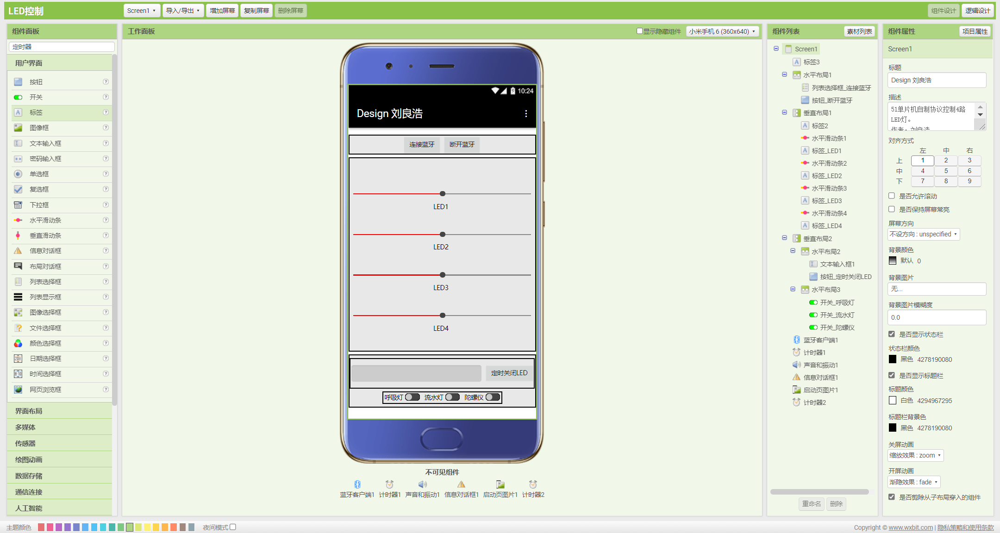 LED控制
Screen1
导入/导出
增加屏幕
复制屏幕
删除屏幕
组件设计
逻辑设计
组件面板
定时器
用户界面
按钮
开关
标签
图像框
文本输入框
密码输入框
单选框
复选框
下拉框
水平滑动条
垂直滑动条
信息对话框
布局对话框
列表选择框
列表显示框
图像选择框
文件选择框
颜色选择框
日期选择框
时间选择框
网页浏览框
界面布局
多媒体
传感器
绘图动画
数据存储
通信连接
人工智能
工作面板
显示隐藏组件
小米手机 6 (360x640)
10:24
Design 刘良浩
连接蓝牙
断开蓝牙
LED1
LED2
LED3
LED4
定时关闭LED
呼吸灯
流水灯
陀螺仪
不可见组件
蓝牙客户端1
计时器1
声音和振动1
信息对话框1
启动页图片1
计时器2
组件列表
素材列表
Screen1
标签3
水平布局1
列表选择框_连接蓝牙
按钮_断开蓝牙
垂直布局1
标签2
水平滑动条1
标签_LED1
水平滑动条2
标签_LED2
水平滑动条3
标签_LED3
水平滑动条4
标签_LED4
垂直布局2
水平布局2
文本输入框1
按钮_定时关闭LED
水平布局3
开关_呼吸灯
开关_流水灯
开关_陀螺仪
蓝牙客户端1
计时器1
声音和振动1
信息对话框1
启动页图片1
计时器2
重命名
删除
组件属性
项目属性
Screen1
标题
Design 刘良浩
描述
51单片机自制协议控制4路
LED灯。
作者：刘良浩
对齐方式
左 中 右
上 1 2 3
中 4 5 6
下 7 8 9
是否允许滚动
是否保持屏幕常亮
屏幕方向
不设方向 : unspecified
背景颜色
默认 0
背景图片
无...
背景图片模糊度
0.0
是否显示状态栏
状态栏颜色
黑色 4278190080
是否显示标题栏
标题颜色
白色 4294967295
标题栏背景色
黑色 4278190080
关屏动画
缩放效果 : zoom
开屏动画
渐隐效果 : fade
是否剪除从子布局穿入的组件
主题颜色
夜间模式
Copyright © www.wxbit.com | 隐私策略和使用条款